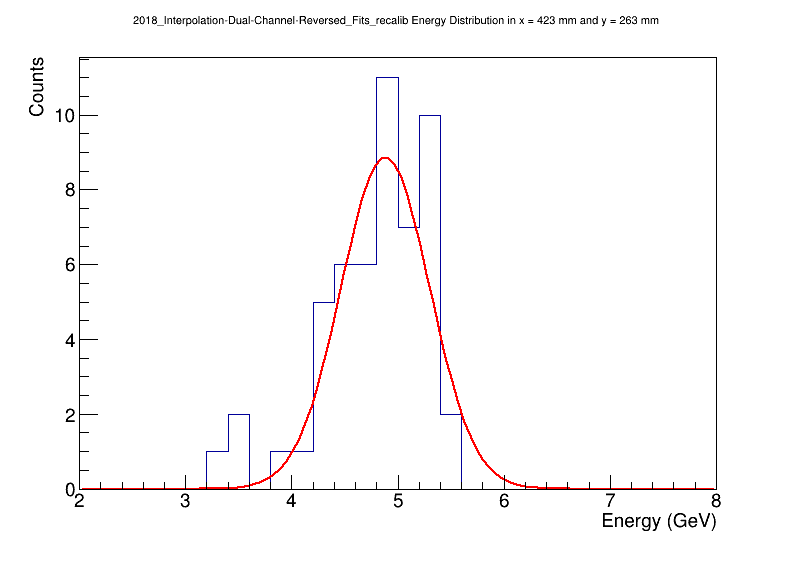 2018_Interpolation-Dual-Channel-Reversed_Fits_recalib Energy Distribution in x = 423 mm and y = 263 mm
Counts
10
8
6
4
2
0
2 3 4 5 6 7 8
Energy (GeV)